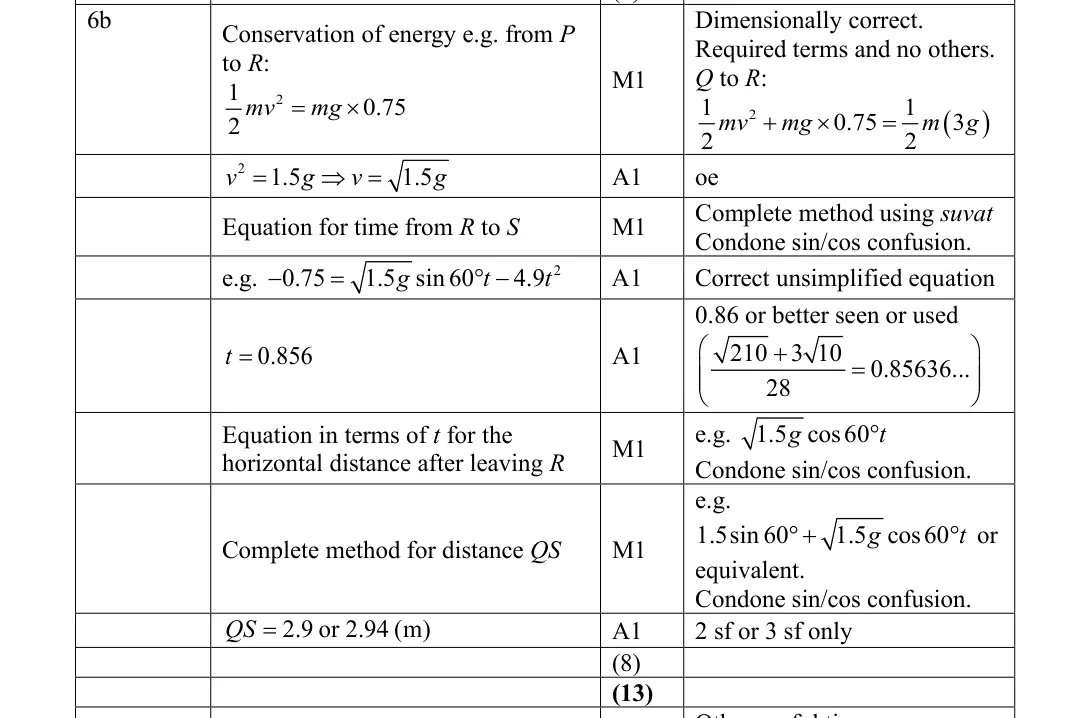 6b
Conservation of energy e.g. from P
to R:
1/2 mv² = mg × 0.75
M1
Dimensionally correct.
Required terms and no others.
Q to R:
1/2 mv² + mg × 0.75 = 1/2 m(3g)
v² = 1.5g ⇒ v = √1.5g
A1
oe
Equation for time from R to S
M1
Complete method using suvat
Condone sin/cos confusion.
e.g. −0.75 = √1.5g sin 60°t − 4.9t²
A1
Correct unsimplified equation
t = 0.856
A1
0.86 or better seen or used
(√210 + 3√10 / 28 = 0.85636...)
Equation in terms of t for the
horizontal distance after leaving R
M1
e.g. √1.5g cos 60°t
Condone sin/cos confusion.
Complete method for distance QS
M1
e.g.
1.5 sin 60° + √1.5g cos 60°t or
equivalent.
Condone sin/cos confusion.
QS = 2.9 or 2.94 (m)
A1
2 sf or 3 sf only
(8)
(13)